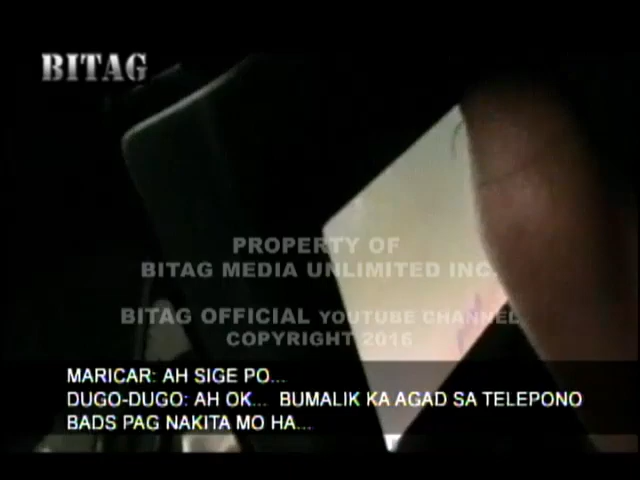 BITAG
PROPERTY OF
BITAG MEDIA UNLIMITED INC.
BITAG OFFICIAL YOUTUBE CHANNEL
COPYRIGHT 2016
MARICAR: AH SIGE PO...
DUGO-DUGO: AH OK... BUMALIK KA AGAD SA TELEPONO
BADS PAG NAKITA MO HA...